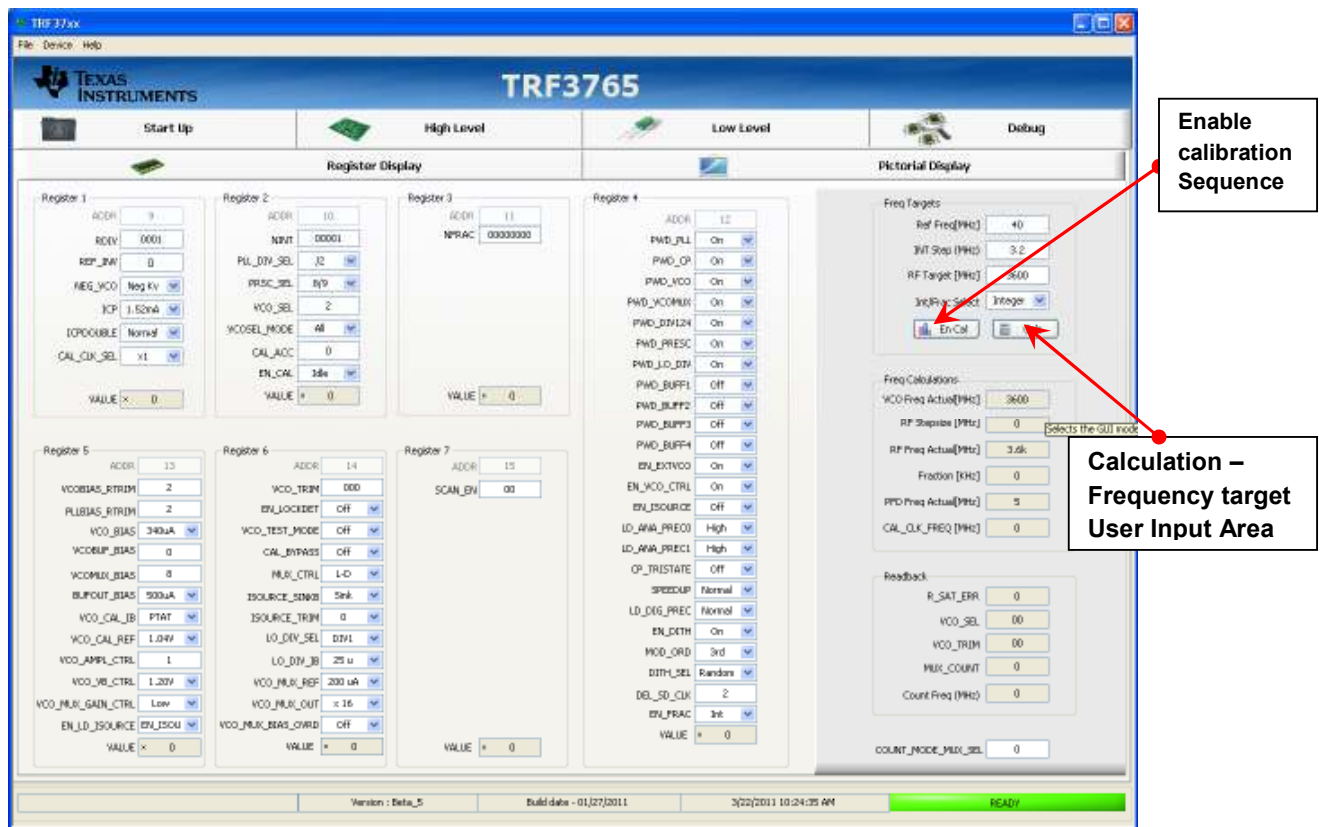 TRF37xx
File Device Help
TEXAS INSTRUMENTS
TRF3765
Start Up
High Level
Low Level
Debug
Register Display
Pictorial Display
Register 1
ADDR 9
RDIV 0001
REF_INV 0
NEG_VCO Neg Kv
ICP 1.52mA
ICPDOUBLE Normal
CAL_CLK_SEL x1
VALUE x 0
Register 2
ADDR 10
NINT 00001
PLL_DIV_SEL /2
PRSC_SEL 8/9
VCO_SEL 2
VCOSEL_MODE All
CAL_ACC 0
EN_CAL Idle
VALUE x 0
Register 3
ADDR 11
NFRAC 00000000
VALUE x 0
Register 4
ADDR 12
PWD_PLL On
PWD_CP On
PWD_VCO On
PWD_VCOMUX On
PWD_DIV124 On
PWD_PRESC On
PWD_LO_DIV On
PWD_BUFF1 Off
PWD_BUFF2 Off
PWD_BUFF3 Off
PWD_BUFF4 Off
EN_EXTVCO On
EN_VCO_CTRL On
EN_ISOURCE Off
LD_ANA_PREC0 High
LD_ANA_PREC1 High
CP_TRISTATE Off
SPEEDUP Normal
LD_DIG_PREC Normal
EN_DITH On
MOD_ORD 3rd
DITH_SEL Random
DEL_SD_CLK 2
EN_FRAC Int
VALUE x 0
Register 5
ADDR 13
VCOBIAS_RTRIM 2
PLLBIAS_RTRIM 2
VCO_BIAS 340uA
VCOBUF_BIAS 0
VCOMUX_BIAS 8
BUFOUT_BIAS 500uA
VCO_CAL_IB PTAT
VCO_CAL_REF 1.04V
VCO_AMPL_CTRL 1
VCO_VB_CTRL 1.20V
VCO_MUX_GAIN_CTRL Low
EN_LD_ISOURCE EN_ISOU
VALUE x 0
Register 6
ADDR 14
VCO_TRIM 000
EN_LOCKDET Off
VCO_TEST_MODE Off
CAL_BYPASS Off
MUX_CTRL L-D
ISOURCE_SINKB Sink
ISOURCE_TRIM 0
LO_DIV_SEL DIV1
LO_DIV_IB 25 u
VCO_MUX_REF 200 uA
VCO_MUX_OUT x 16
VCO_MUX_BIAS_OVRD Off
VALUE x 0
Register 7
ADDR 15
SCAN_EN 00
VALUE x 0
Freq Targets
Ref Freq[MHz] 40
INT Step (MHz) 3.2
RF Target [MHz] 3600
Int/Frac Select Integer
En-Cal
Freq Calculations
VCO Freq Actual[MHz] 3600
RF Stepsize [MHz] 0
Selects the GUI mode
RF Freq Actual[MHz] 3.6k
Fraction [KHz] 0
PFD Freq Actual[MHz] 5
CAL_CLK_FREQ [MHz] 0
Readback
R_SAT_ERR 0
VCO_SEL 00
VCO_TRIM 00
MUX_COUNT 0
Count Freq (MHz) 0
COUNT_MODE_MUX_SEL 0
Version : Beta_5
Build date - 01/27/2011
3/22/2011 10:24:35 AM
READY
Enable
calibration
Sequence
Calculation –
Frequency target
User Input Area